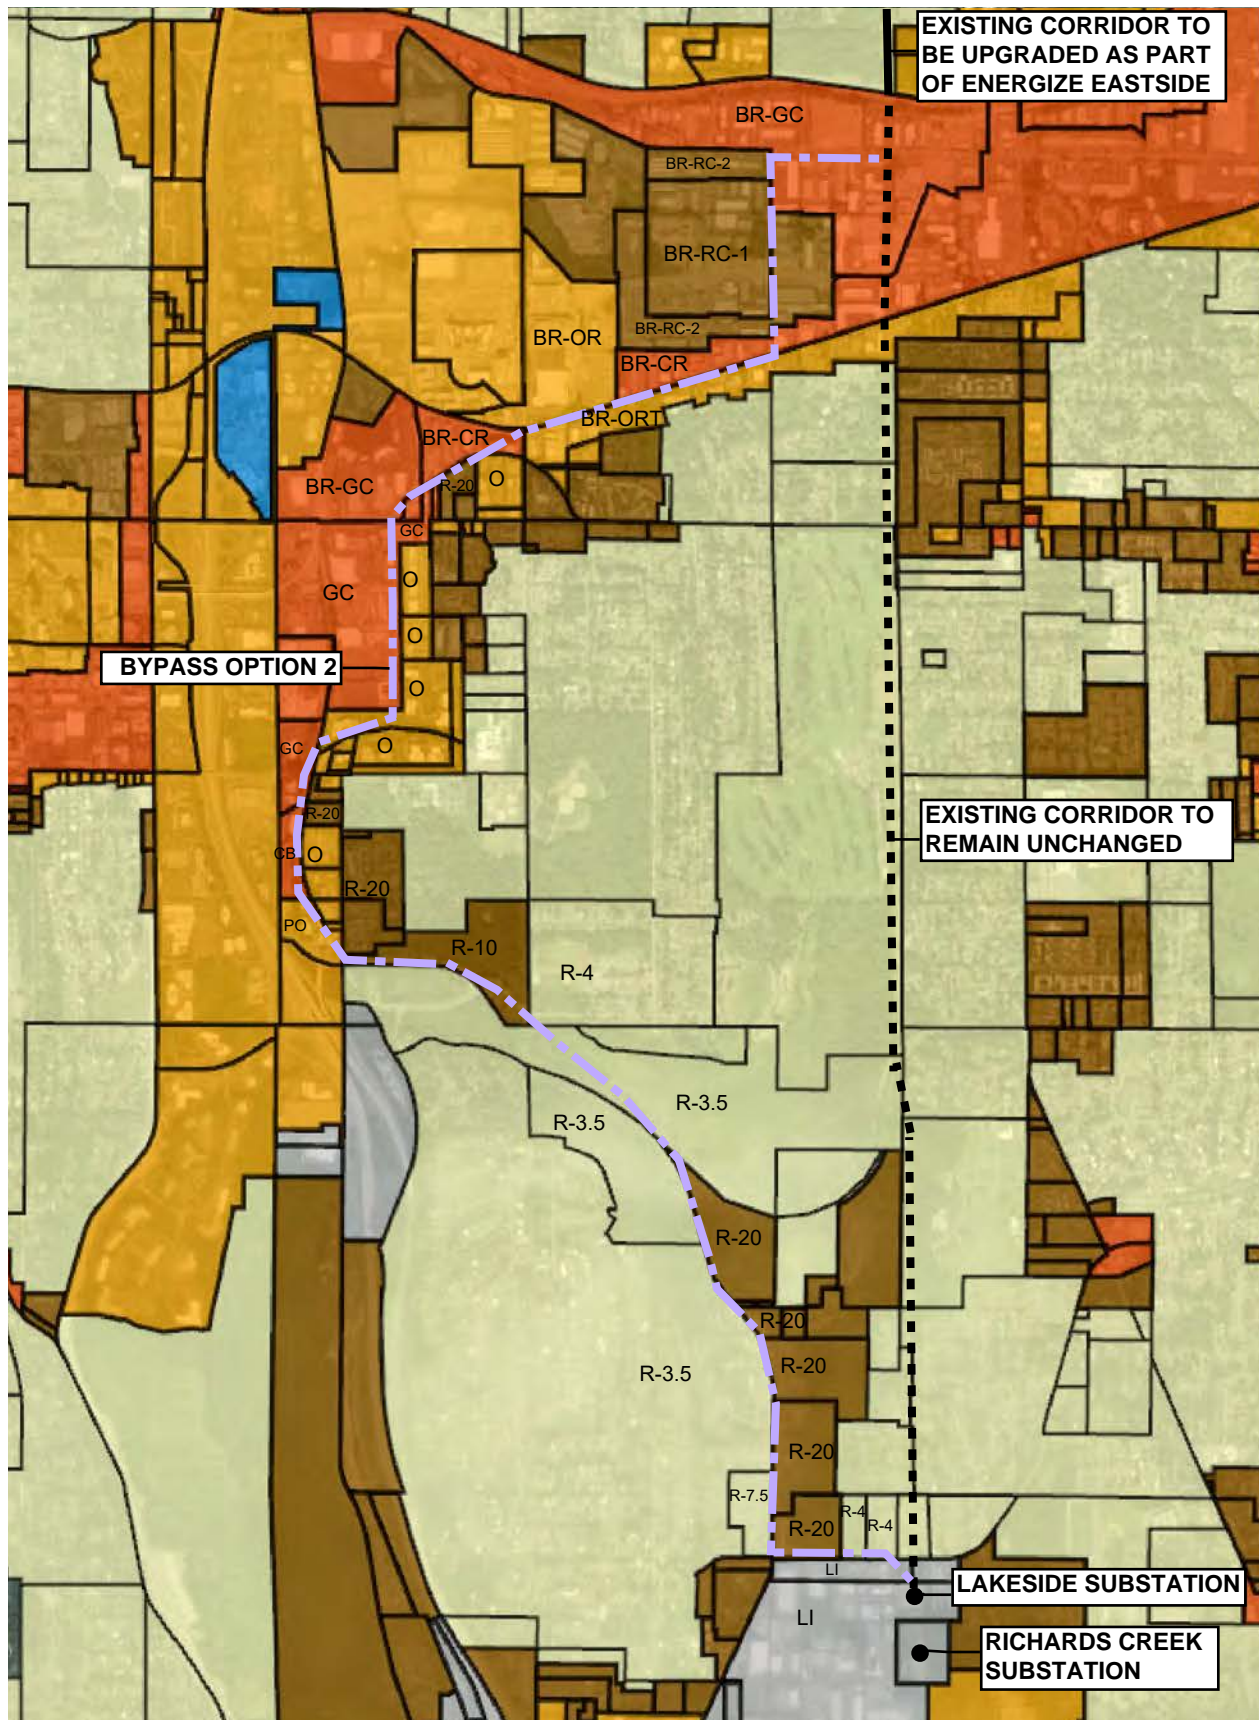 EXISTING CORRIDOR TO
BE UPGRADED AS PART
OF ENERGIZE EASTSIDE
BR-GC
BR-RC-2
BR-RC-1
BR-RC-2
BR-OR
BR-CR
BR-ORT
BR-CR
BR-GC
R-20
O
GC
O
GC
O
BYPASS OPTION 2
O
O
GC
R-20
EXISTING CORRIDOR TO
REMAIN UNCHANGED
CB
O
R-20
PO
R-10
R-4
R-3.5
R-3.5
R-20
R-20
R-20
R-3.5
R-20
R-7.5
R-4
R-4
R-20
LI
LAKESIDE SUBSTATION
LI
RICHARDS CREEK
SUBSTATION